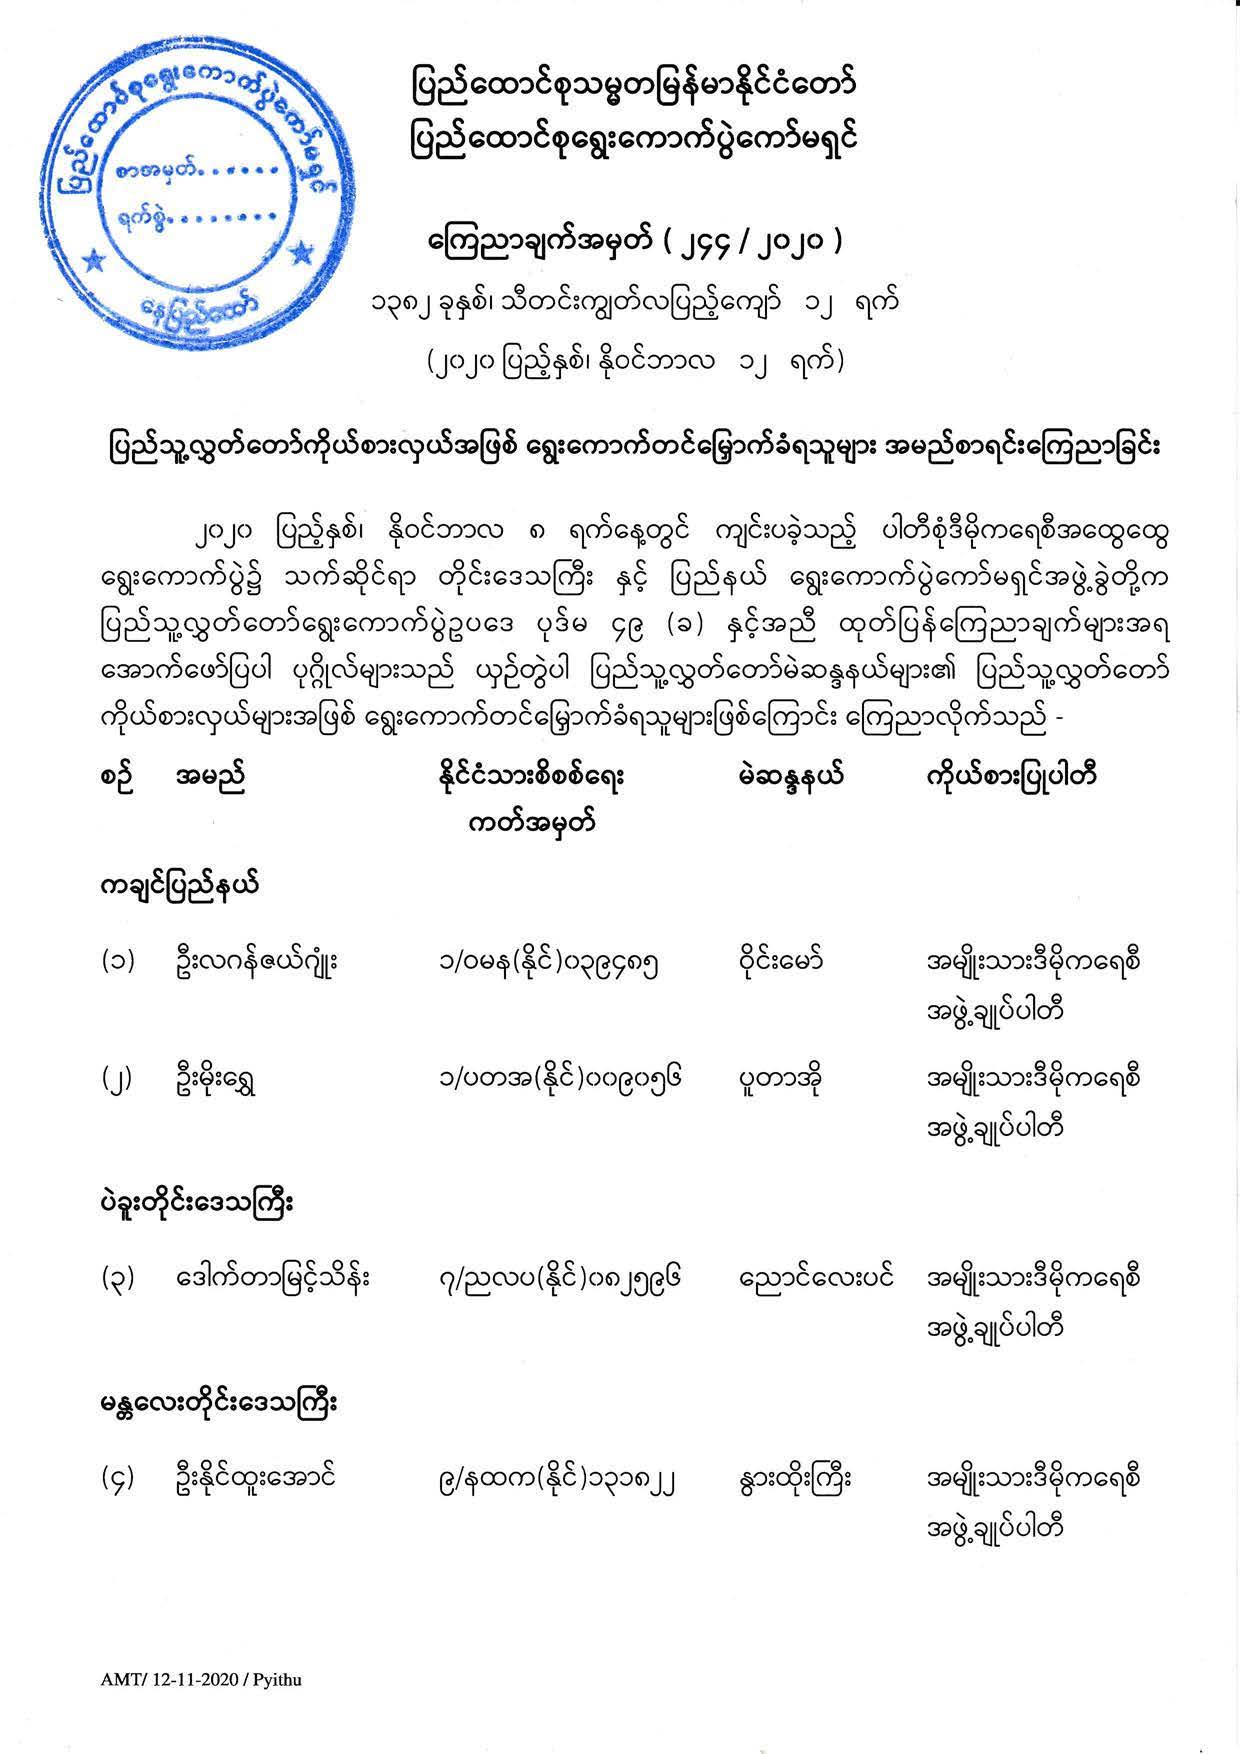 ပြည်ထောင်စုရွေးကောက်ပွဲကော်မရှင်
စာအမှတ်.......
ရက်စွဲ.........
နေပြည်တော်
ပြည်ထောင်စုသမ္မတမြန်မာနိုင်ငံတော်
ပြည်ထောင်စုရွေးကောက်ပွဲကော်မရှင်
ကြေညာချက်အမှတ် ( ၂၄၄ / ၂၀၂၀ )
၁၃၈၂ ခုနှစ်၊ သီတင်းကျွတ်လပြည့်ကျော် ၁၂ ရက်
(၂၀၂၀ ပြည့်နှစ်၊ နိုဝင်ဘာလ ၁၂ ရက်)
ပြည်သူ့လွှတ်တော်ကိုယ်စားလှယ်အဖြစ် ရွေးကောက်တင်မြှောက်ခံရသူများ အမည်စာရင်းကြေညာခြင်း
၂၀၂၀ ပြည့်နှစ်၊ နိုဝင်ဘာလ ၈ ရက်နေ့တွင် ကျင်းပခဲ့သည့် ပါတီစုံဒီမိုကရေစီအထွေထွေ
ရွေးကောက်ပွဲ၌ သက်ဆိုင်ရာ တိုင်းဒေသကြီး နှင့် ပြည်နယ် ရွေးကောက်ပွဲကော်မရှင်အဖွဲ့ခွဲတို့က
ပြည်သူ့လွှတ်တော်ရွေးကောက်ပွဲဥပဒေ ပုဒ်မ ၄၉ (ခ) နှင့်အညီ ထုတ်ပြန်ကြေညာချက်များအရ
အောက်ဖော်ပြပါ ပုဂ္ဂိုလ်များသည် ယှဉ်တွဲပါ ပြည်သူ့လွှတ်တော်မဲဆန္ဒနယ်များ၏ ပြည်သူ့လွှတ်တော်
ကိုယ်စားလှယ်များအဖြစ် ရွေးကောက်တင်မြှောက်ခံရသူများဖြစ်ကြောင်း ကြေညာလိုက်သည် -
စဉ် အမည် နိုင်ငံသားစိစစ်ရေး မဲဆန္ဒနယ် ကိုယ်စားပြုပါတီ
ကတ်အမှတ်
ကချင်ပြည်နယ်
(၁) ဦးလဂန်ဇယ်ဂျုံး ၁/ဝမန(နိုင်)၀၃၉၄၈၅ ဝိုင်းမော် အမျိုးသားဒီမိုကရေစီ
အဖွဲ့ချုပ်ပါတီ
(၂) ဦးမိုးရွှေ ၁/ပတအ(နိုင်)၀၀၉၀၅၆ ပူတာအို အမျိုးသားဒီမိုကရေစီ
အဖွဲ့ချုပ်ပါတီ
ပဲခူးတိုင်းဒေသကြီး
(၃) ဒေါက်တာမြင့်သိန်း ၇/ညလပ(နိုင်)၀၈၂၅၉၆ ညောင်လေးပင် အမျိုးသားဒီမိုကရေစီ
အဖွဲ့ချုပ်ပါတီ
မန္တလေးတိုင်းဒေသကြီး
(၄) ဦးနိုင်ထူးအောင် ၉/နထက(နိုင်)၁၃၁၈၂၂ နွားထိုးကြီး အမျိုးသားဒီမိုကရေစီ
အဖွဲ့ချုပ်ပါတီ
AMT/ 12-11-2020 / Pyithu